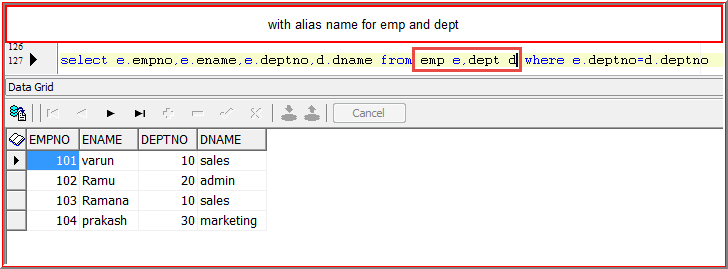 with alias name for emp and dept
126
127 select e.empno,e.ename,e.deptno,d.dname from emp e,dept d where e.deptno=d.deptno
Data Grid
Cancel
EMPNO ENAME DEPTNO DNAME
101 varun 10 sales
102 Ramu 20 admin
103 Ramana 10 sales
104 prakash 30 marketing